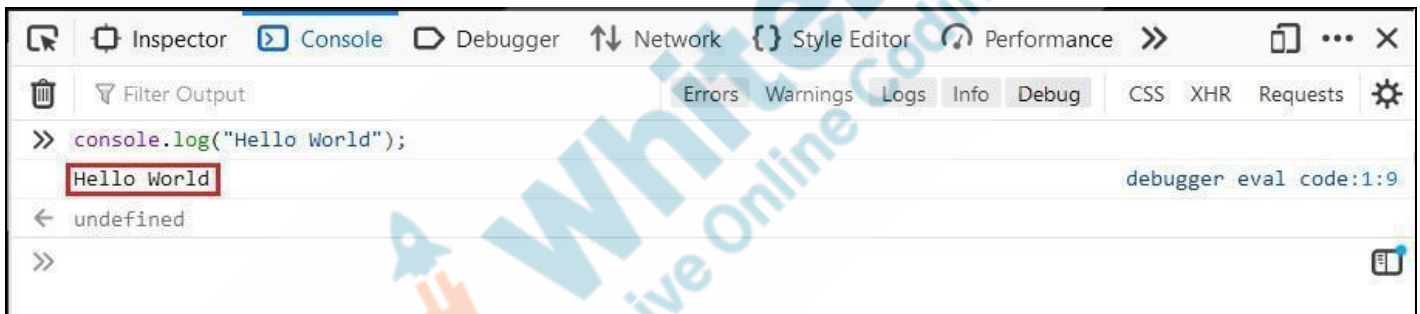 Inspector Console Debugger Network Style Editor Performance
Filter Output Errors Warnings Logs Info Debug CSS XHR Requests
>> console.log("Hello World");
Hello World debugger eval code:1:9
← undefined
>>